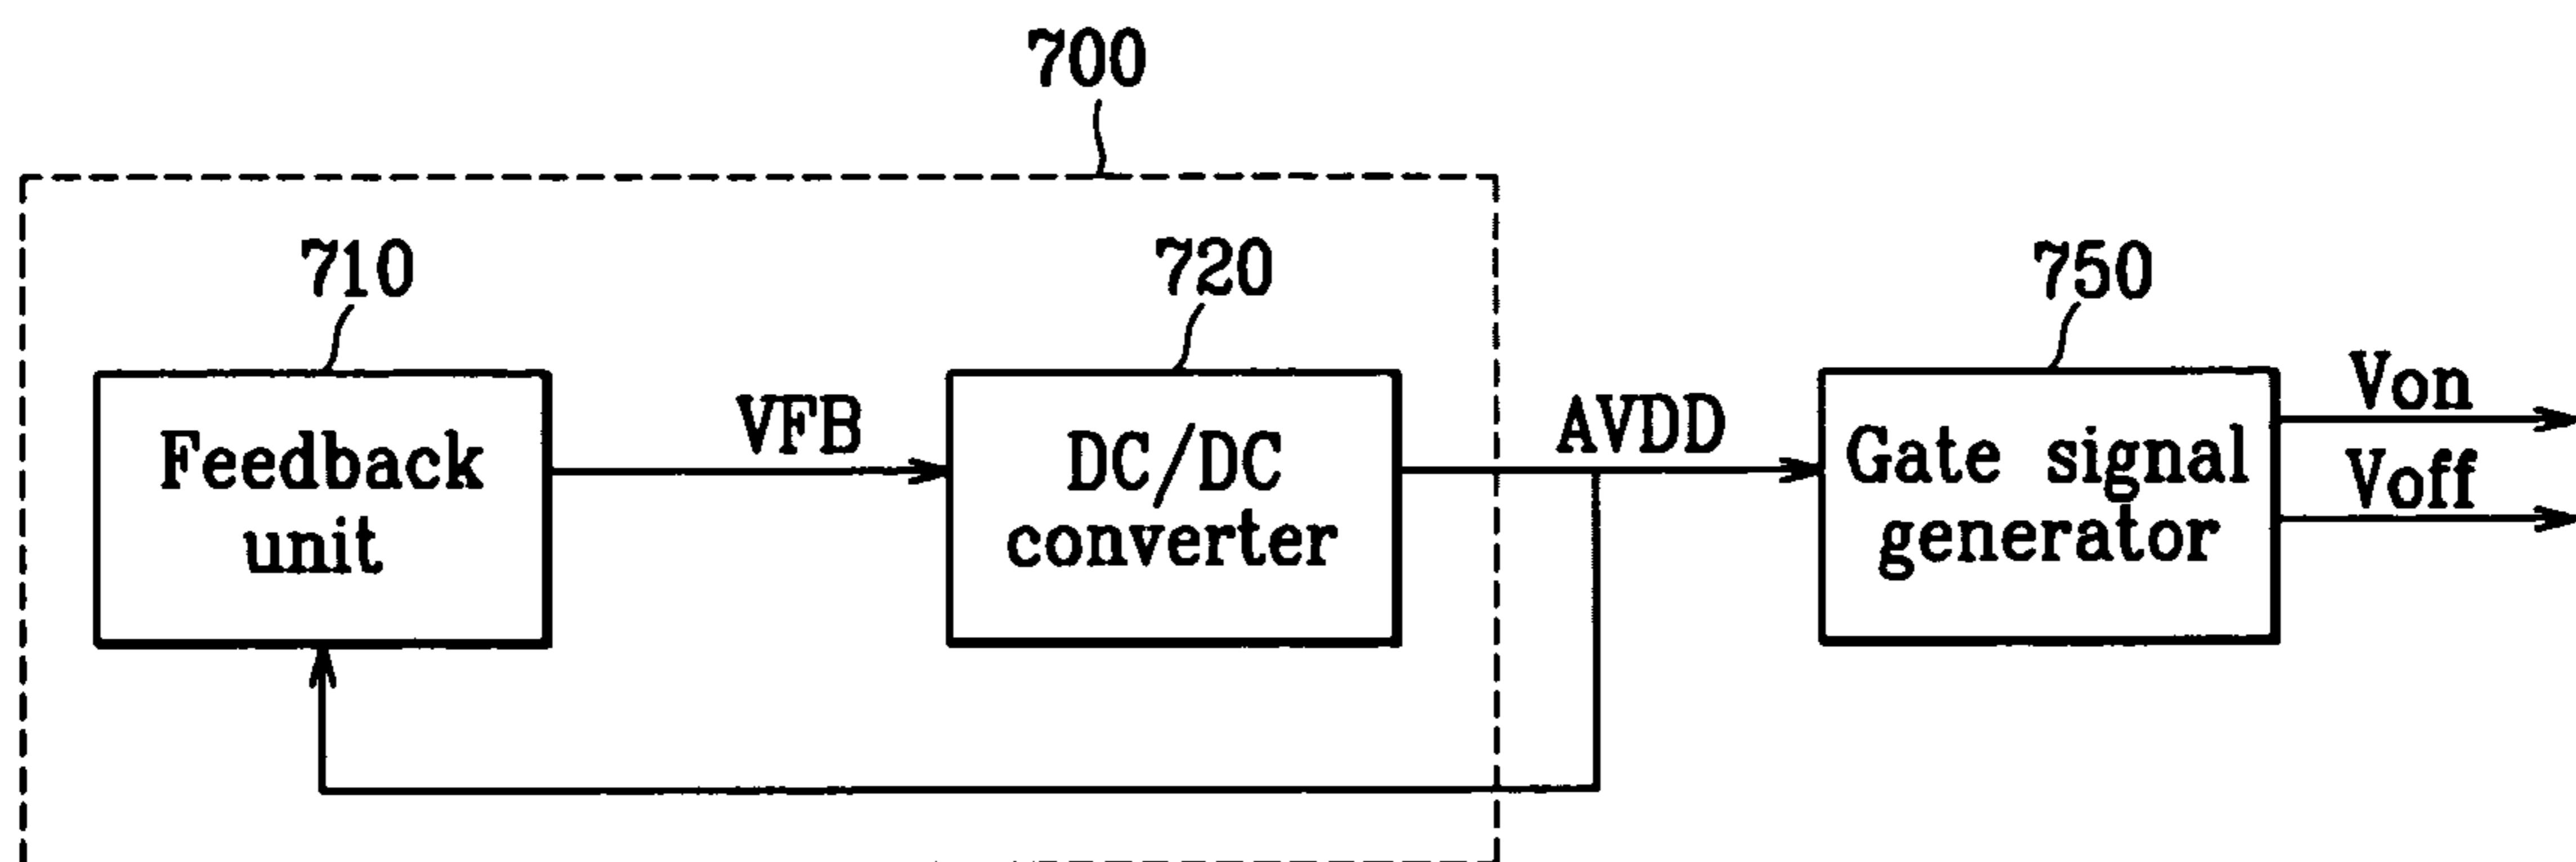 700
710
720
750
Feedback
unit
VFB
DC/DC
converter
AVDD
Gate signal
generator
Von
Voff